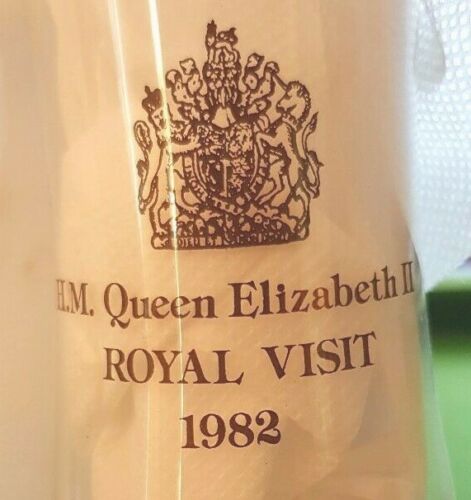 H.M. Queen Elizabeth II
ROYAL VISIT
1982